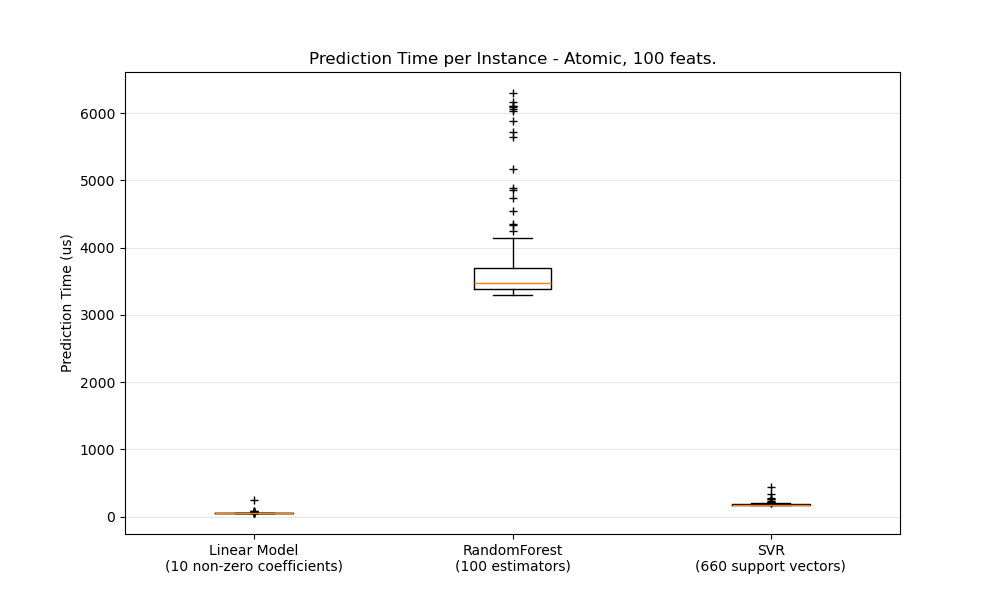 Prediction Time per Instance - Atomic, 100 feats.
Prediction Time (us)
6000
5000
4000
3000
2000
1000
0
Linear Model
(10 non-zero coefficients)
RandomForest
(100 estimators)
SVR
(660 support vectors)